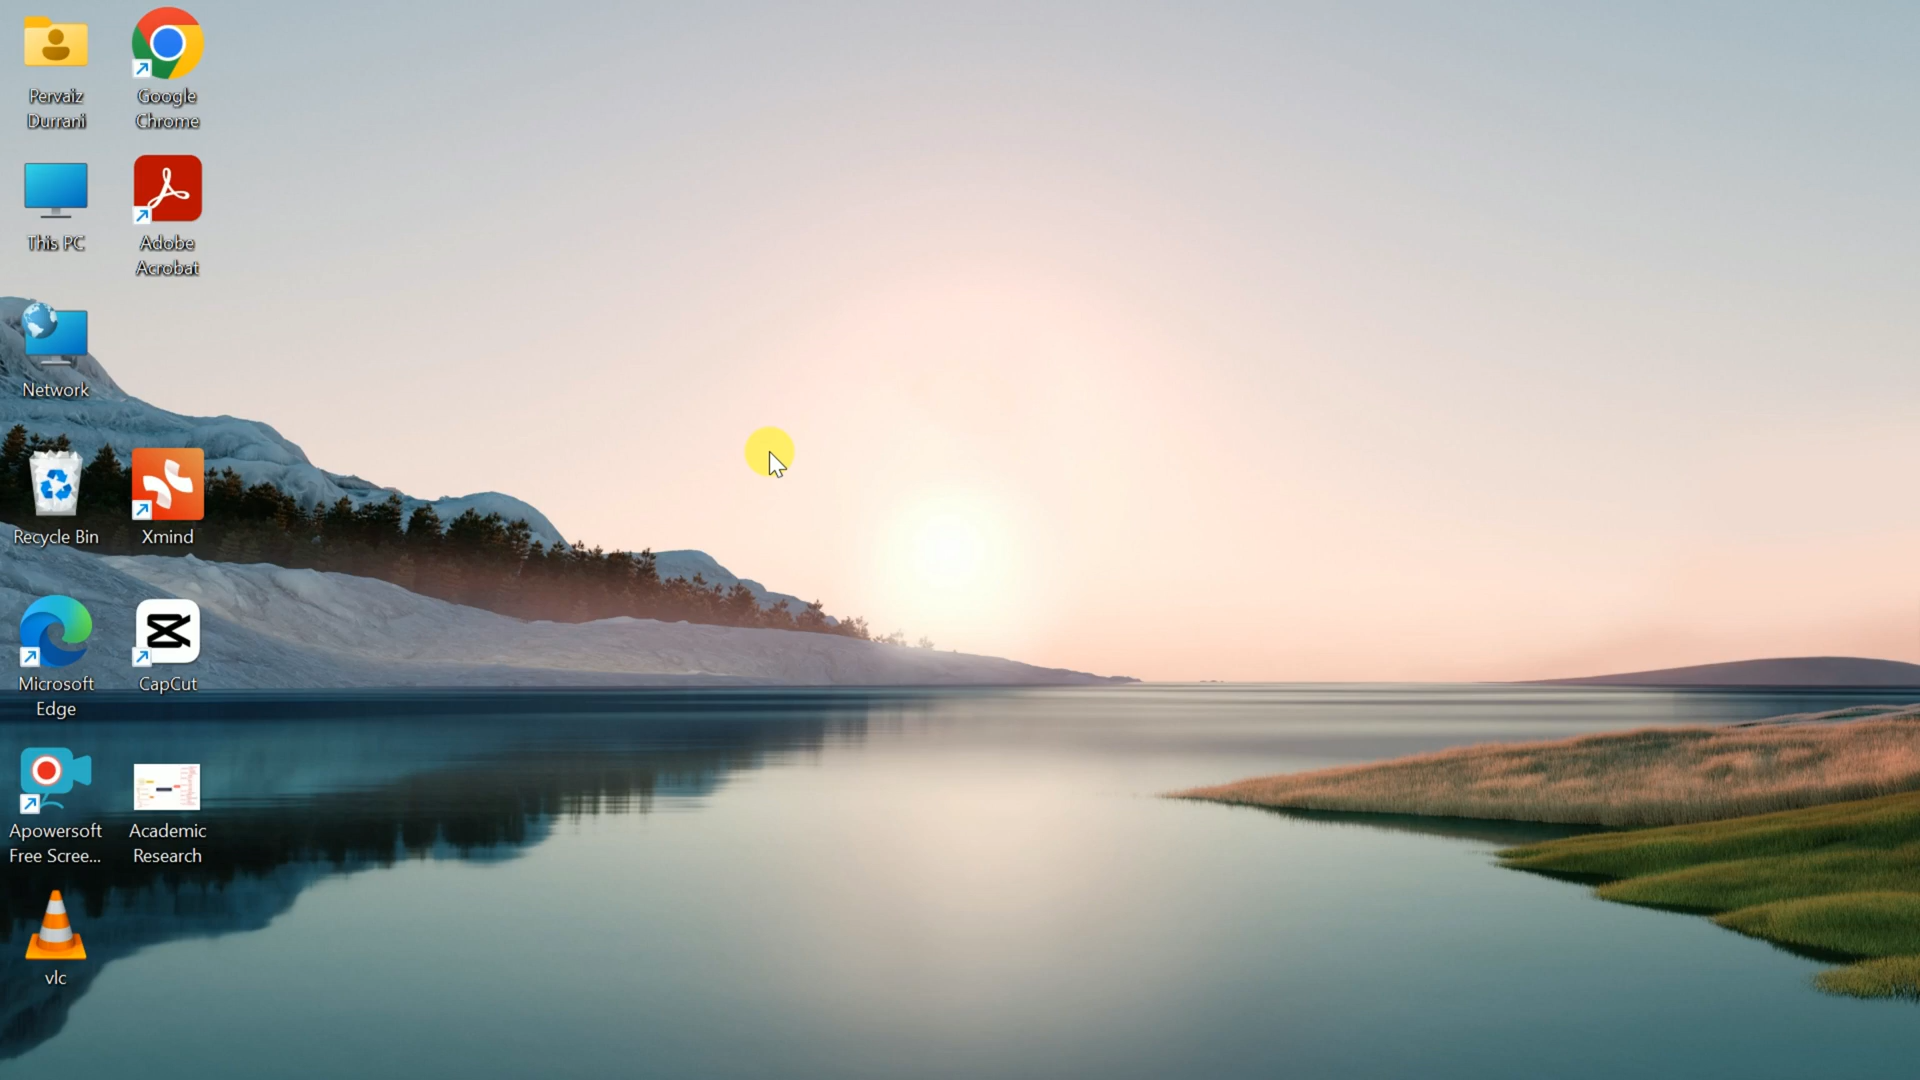 Pervaiz
Durrani
Google
Chrome
This PC
Adobe
Acrobat
Network
Recycle Bin
Xmind
Microsoft
Edge
CapCut
Apowersoft
Free Scree...
Academic
Research
vlc